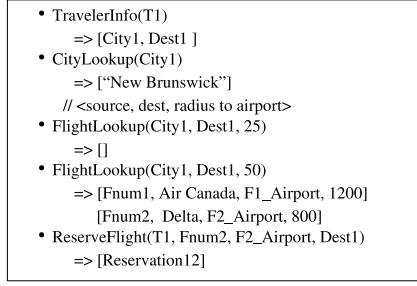 • TravelerInfo(T1)
=> [City1, Dest1 ]
• CityLookup(City1)
=> [“New Brunswick”]
// <source, dest, radius to airport>
• FlightLookup(City1, Dest1, 25)
=> []
• FlightLookup(City1, Dest1, 50)
=> [Fnum1, Air Canada, F1_Airport, 1200]
[Fnum2, Delta, F2_Airport, 800]
• ReserveFlight(T1, Fnum2, F2_Airport, Dest1)
=> [Reservation12]